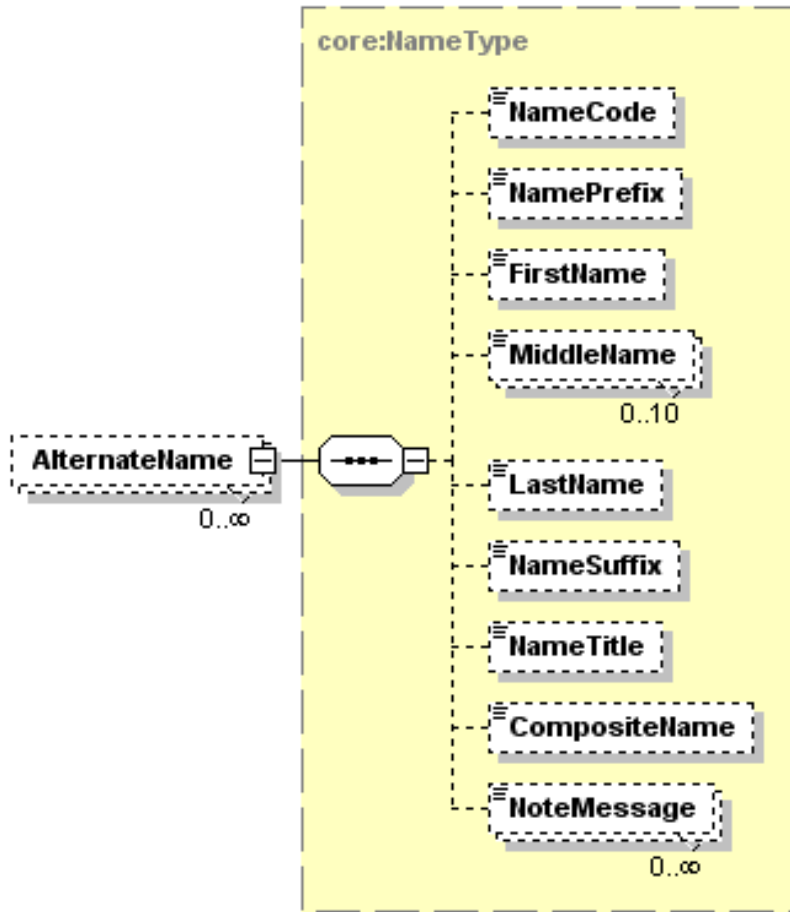 core:NameType
NameCode
NamePrefix
FirstName
MiddleName
0..10
AlternateName
0..∞
LastName
NameSuffix
NameTitle
CompositeName
NoteMessage
0..∞